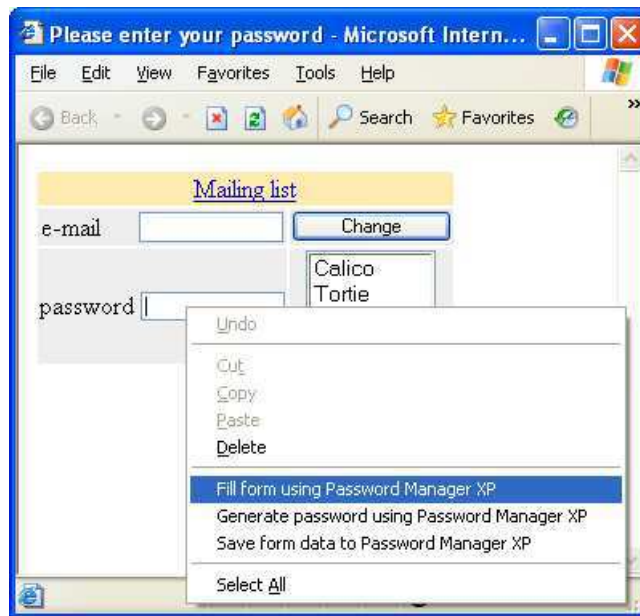 Please enter your password - Microsoft Intern...
File Edit View Favorites Tools Help
Back Search Favorites »
Mailing list
e-mail Change
Calico
Tortie
password
Undo
Cut
Copy
Paste
Delete
Fill form using Password Manager XP
Generate password using Password Manager XP
Save form data to Password Manager XP
Select All